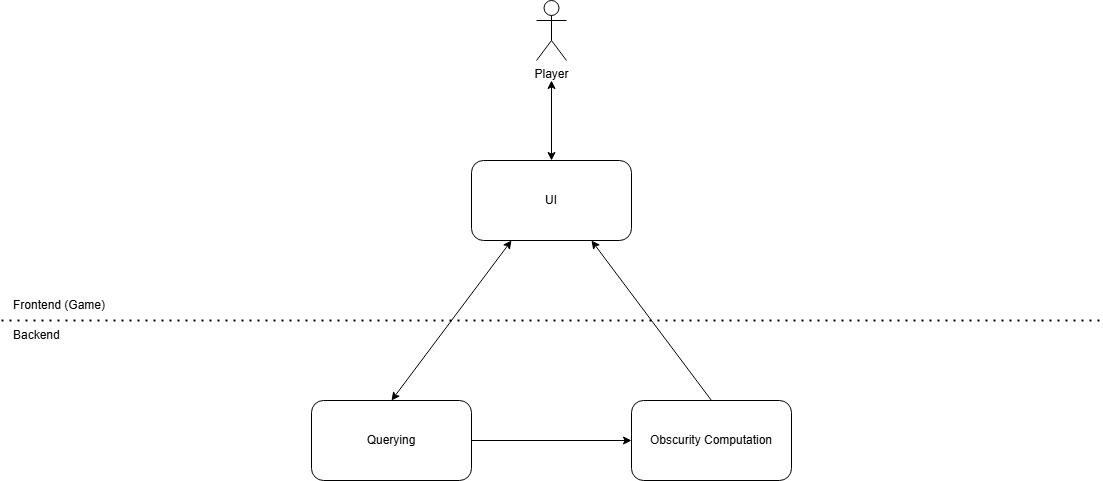 Player
UI
Frontend (Game)
Backend
Querying
Obscurity Computation